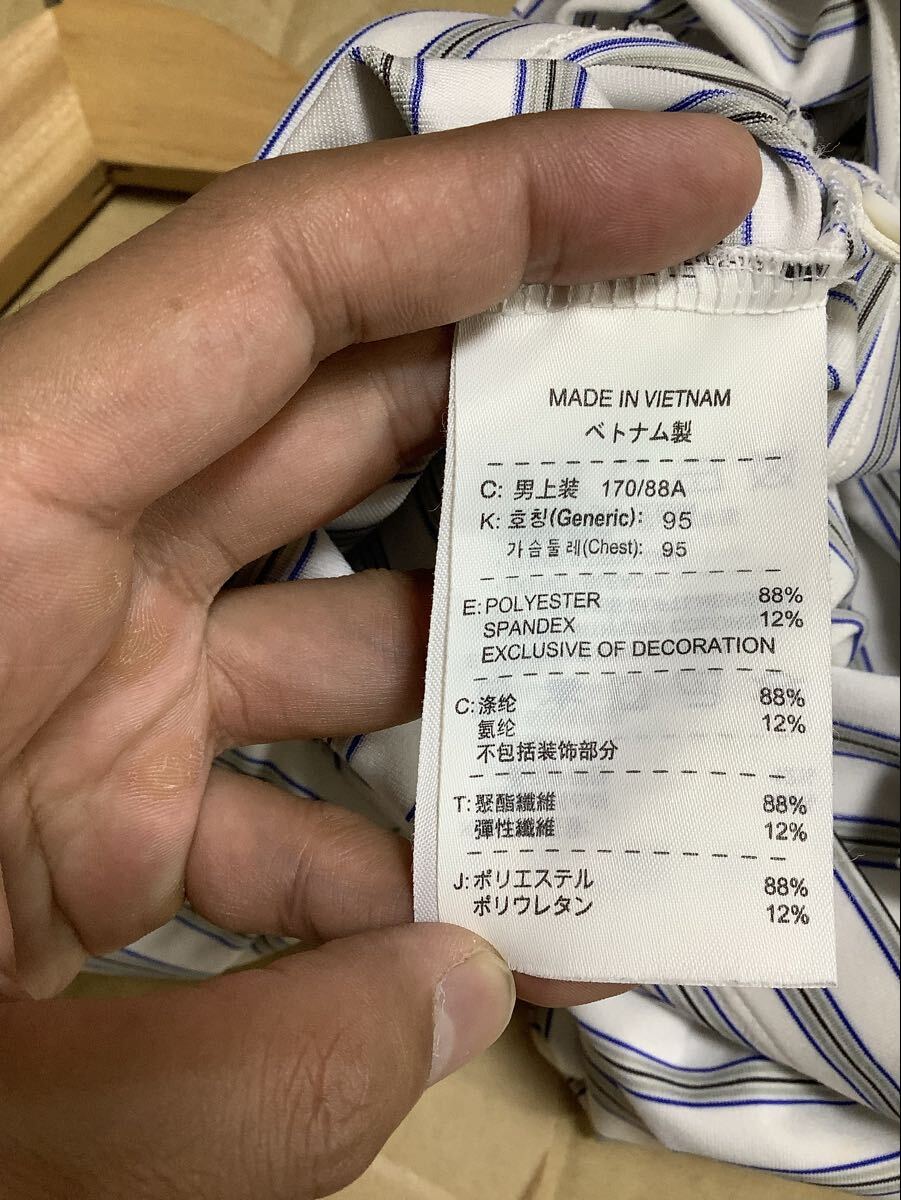 MADE IN VIETNAM
ベトナム製
C: 男上装 170/88A
K: 호칭(Generic): 95
가슴둘레(Chest): 95
E: POLYESTER 88%
SPANDEX 12%
EXCLUSIVE OF DECORATION
C: 涤纶 88%
氨纶 12%
不包括装饰部分
T: 聚酯纖維 88%
彈性纖維 12%
J: ポリエステル 88%
ポリウレタン 12%